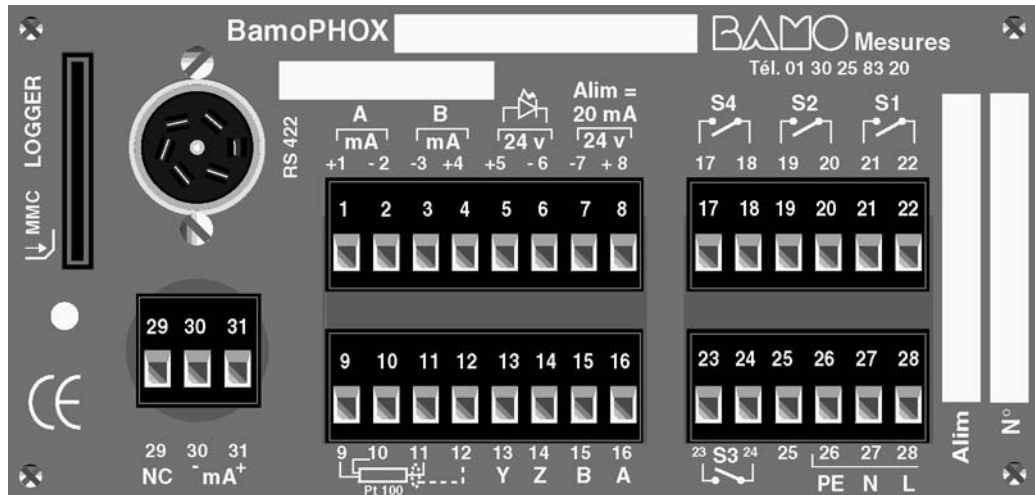 BamoPHOX
BAMO Mesures
Tél. 01 30 25 83 20
MMC LOGGER
RS 422
A B Alim =
mA mA 24 v 20 mA
24 v
+1 - 2 -3 +4 +5 - 6 -7 + 8
S4 S2 S1
17 18 19 20 21 22
1 2 3 4 5 6 7 8
17 18 19 20 21 22
29 30 31
9 10 11 12 13 14 15 16
23 24 25 26 27 28
29 30 31
NC - mA +
9 10 11 12 13 14 15 16
Pt 100 Y Z B A
23 S3 24 25 26 27 28
PE N L
CE
Alim
N°